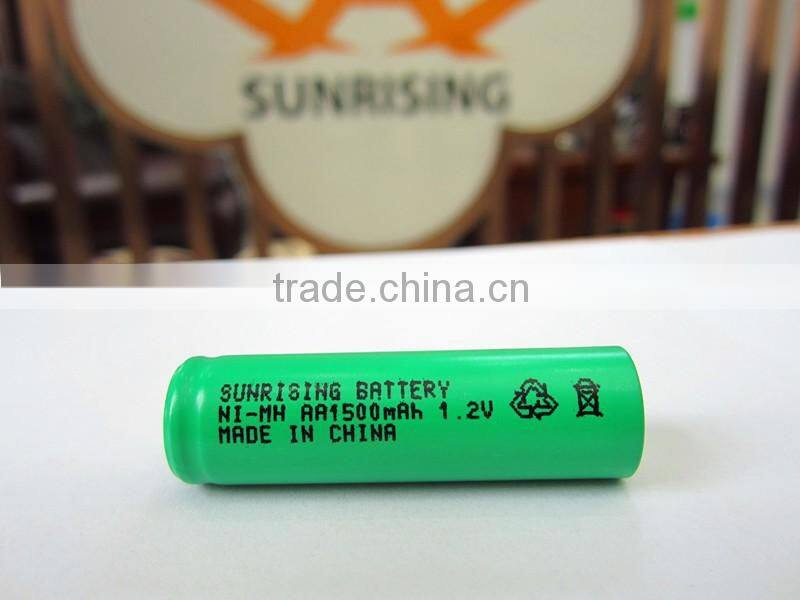 SUNRISING
trade.china.cn
SUNRISING BATTERY
NI-MH AA1500mAh 1.2V
MADE IN CHINA